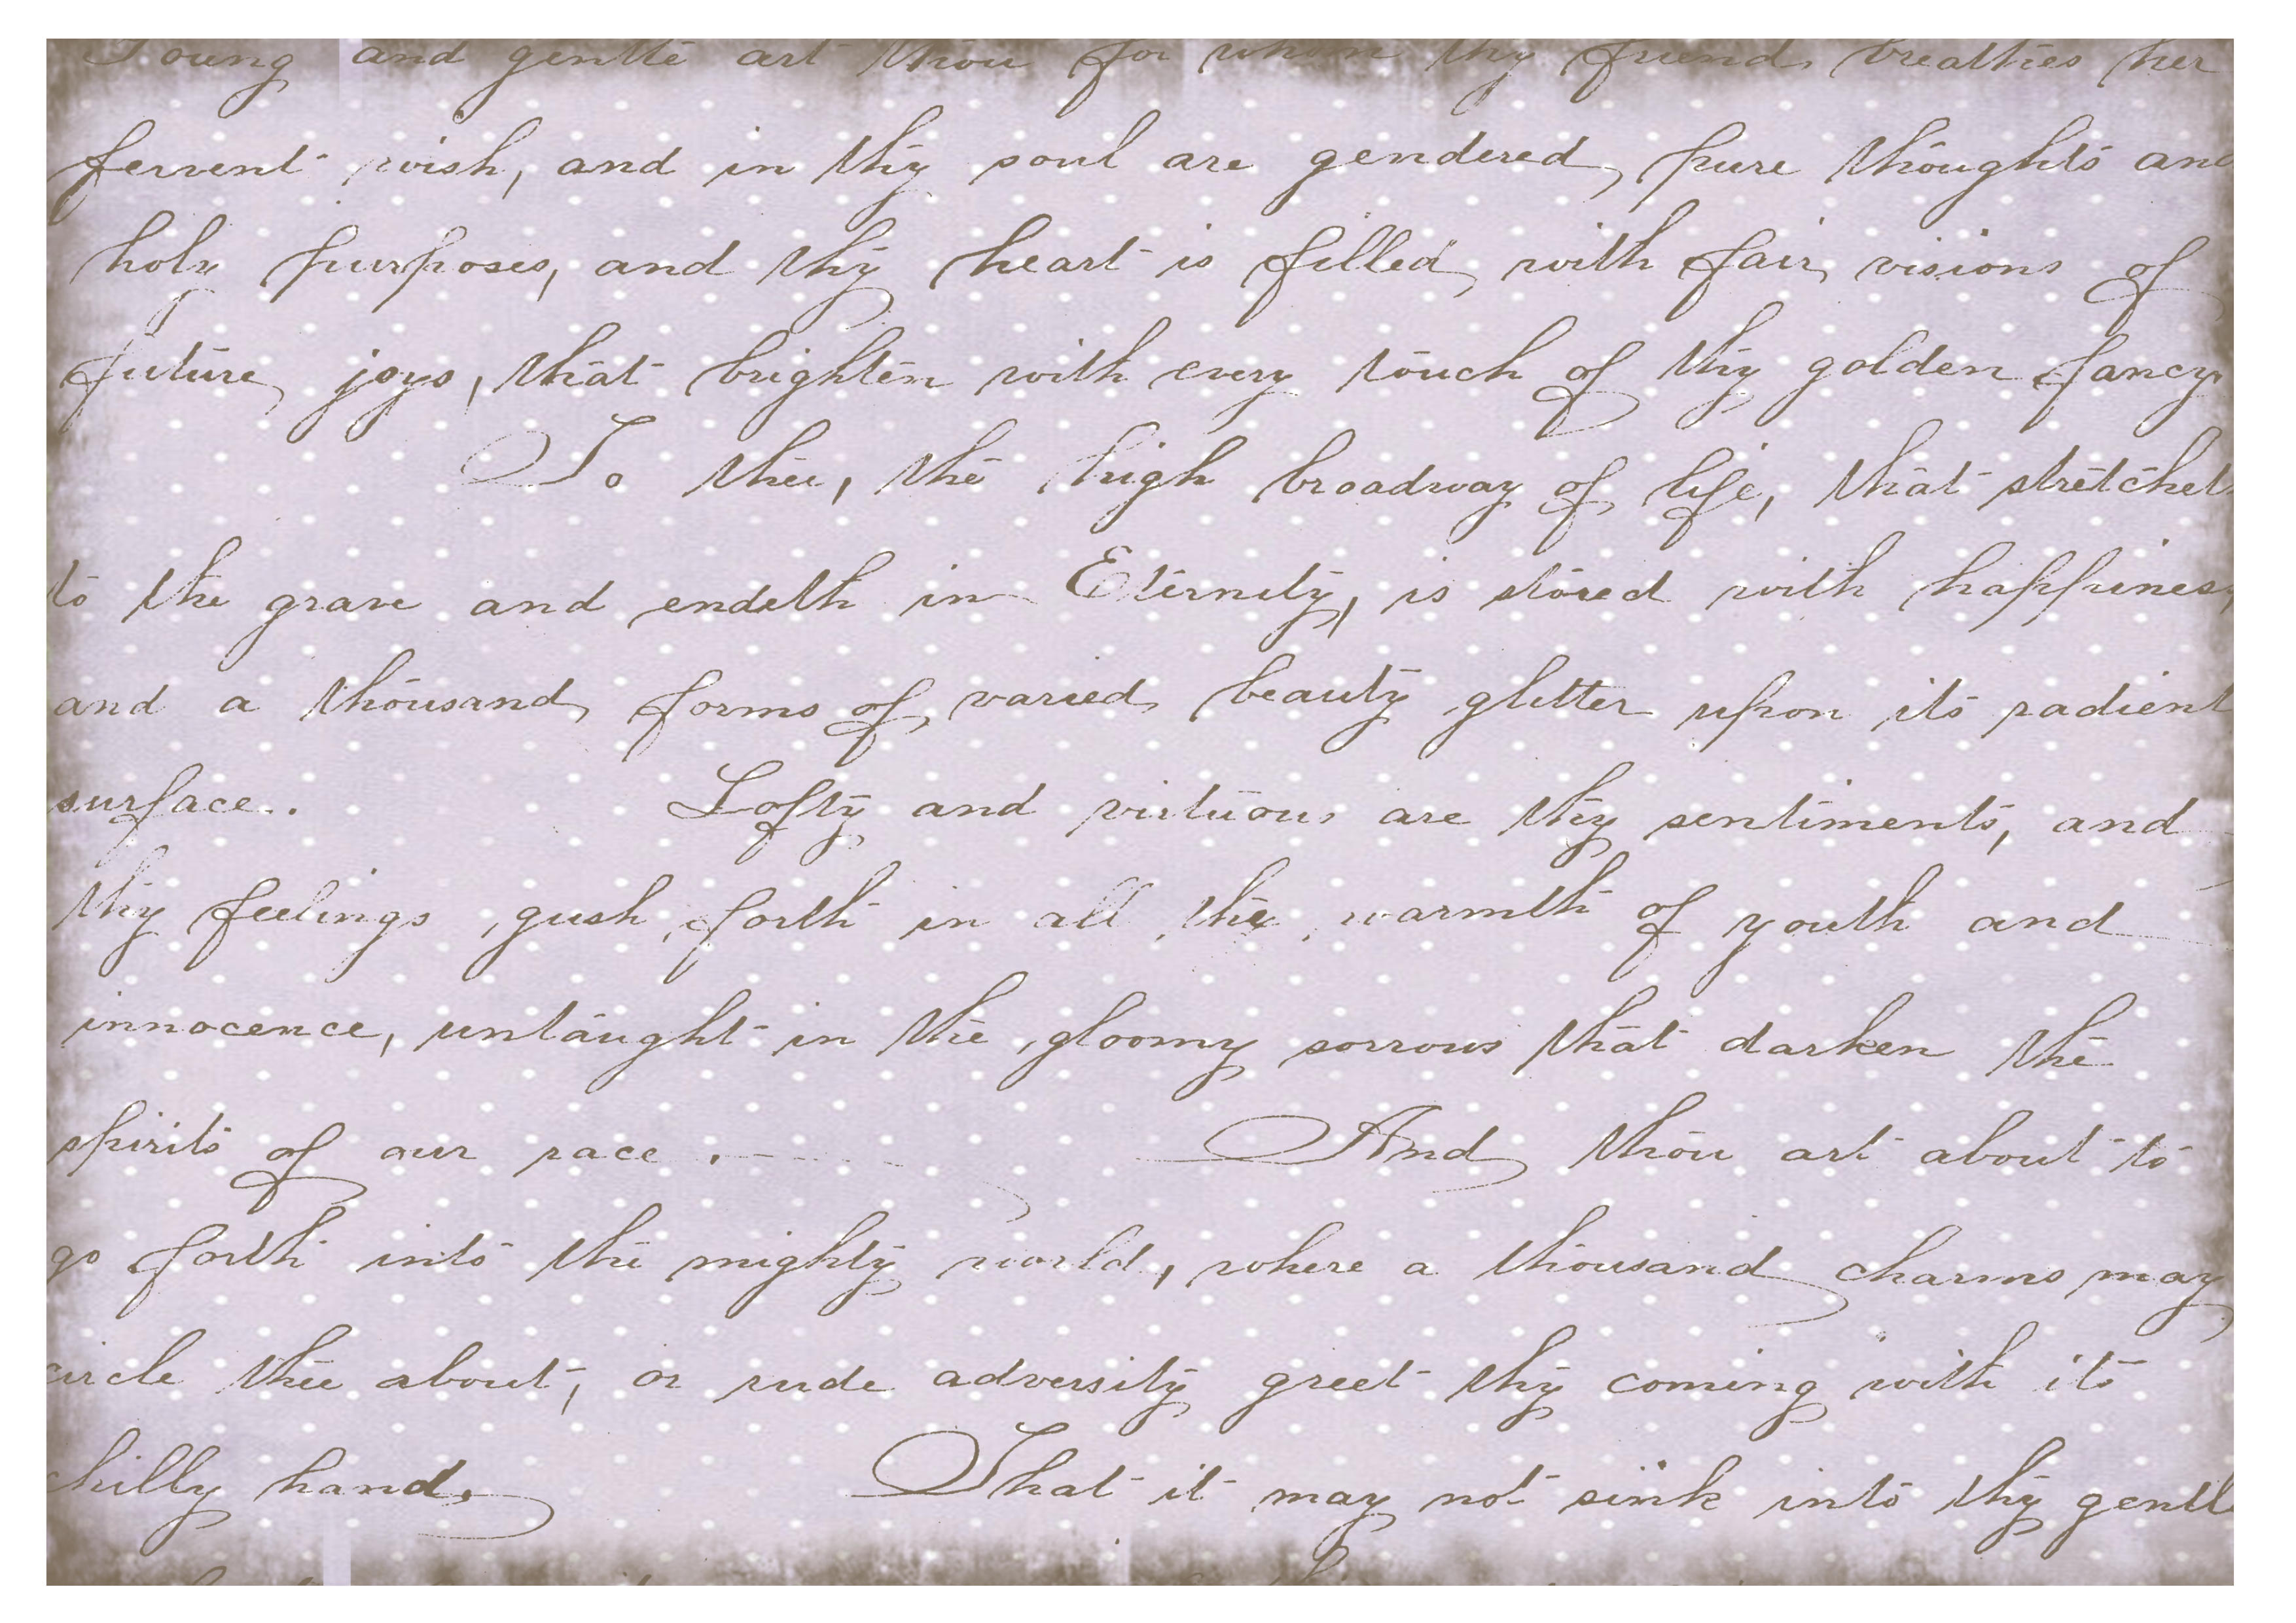 Young and gentle art thou for whom thy friend breathes her
fervent wish, and in thy soul are gendered pure thoughts and
holy purposes, and thy heart is filled with fair visions of
future joys, that brighten with every touch of thy golden fancy
To thee, the high broadway of life, that stretchet
to the grave and endeth in Eternity, is stored with happiness,
and a thousand forms of varied beauty glitter upon its radient
surface.
Lofty and virtuous are thy sentiments, and
thy feelings gush forth in all the warmth of youth and
innocence, untaught in the gloomy sorrows that darken the
spirits of our race.
And thou art about to
go forth into the mighty world, where a thousand charms may
circle thee about, or rude adversity greet thy coming with its
chilly hand.
That it may not sink into thy gentle